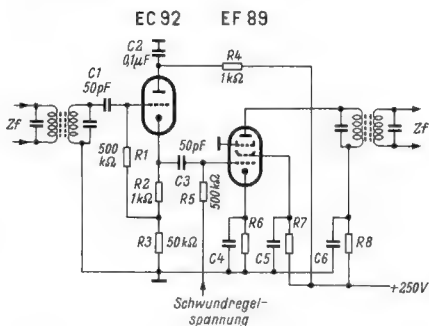 EC 92 EF 89
C2
0,1µF
R4
1kΩ
C1
50pF
Zf
Zf
500
kΩ
R1
50pF
C3
R2
1kΩ
R5
500kΩ
R3
50kΩ
C4
R6
C5
R7
C6
R8
+250V
Schwundregel-
spannung